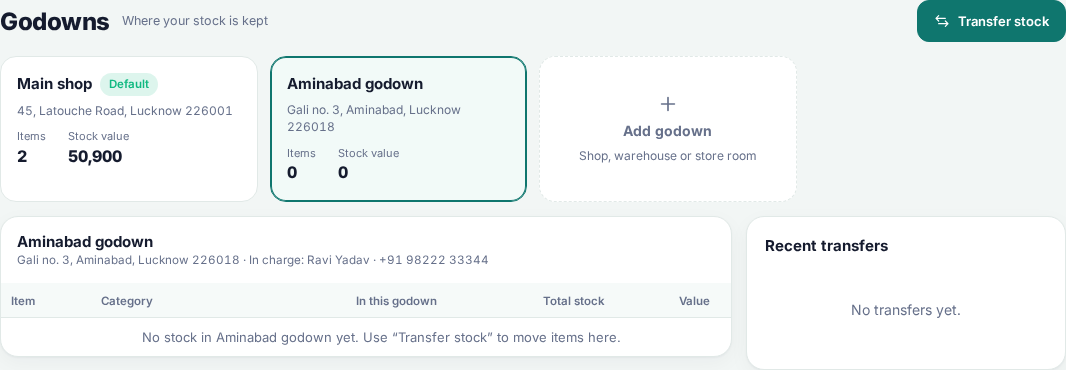 Godowns Where your stock is kept
Transfer stock
Main shop Default
45, Latouche Road, Lucknow 226001
Items Stock value
2 50,900
Aminabad godown
Gali no. 3, Aminabad, Lucknow
226018
Items Stock value
0 0
Add godown
Shop, warehouse or store room
Aminabad godown
Gali no. 3, Aminabad, Lucknow 226018 · In charge: Ravi Yadav · +91 98222 33344
Item Category In this godown Total stock Value
No stock in Aminabad godown yet. Use “Transfer stock” to move items here.
Recent transfers
No transfers yet.